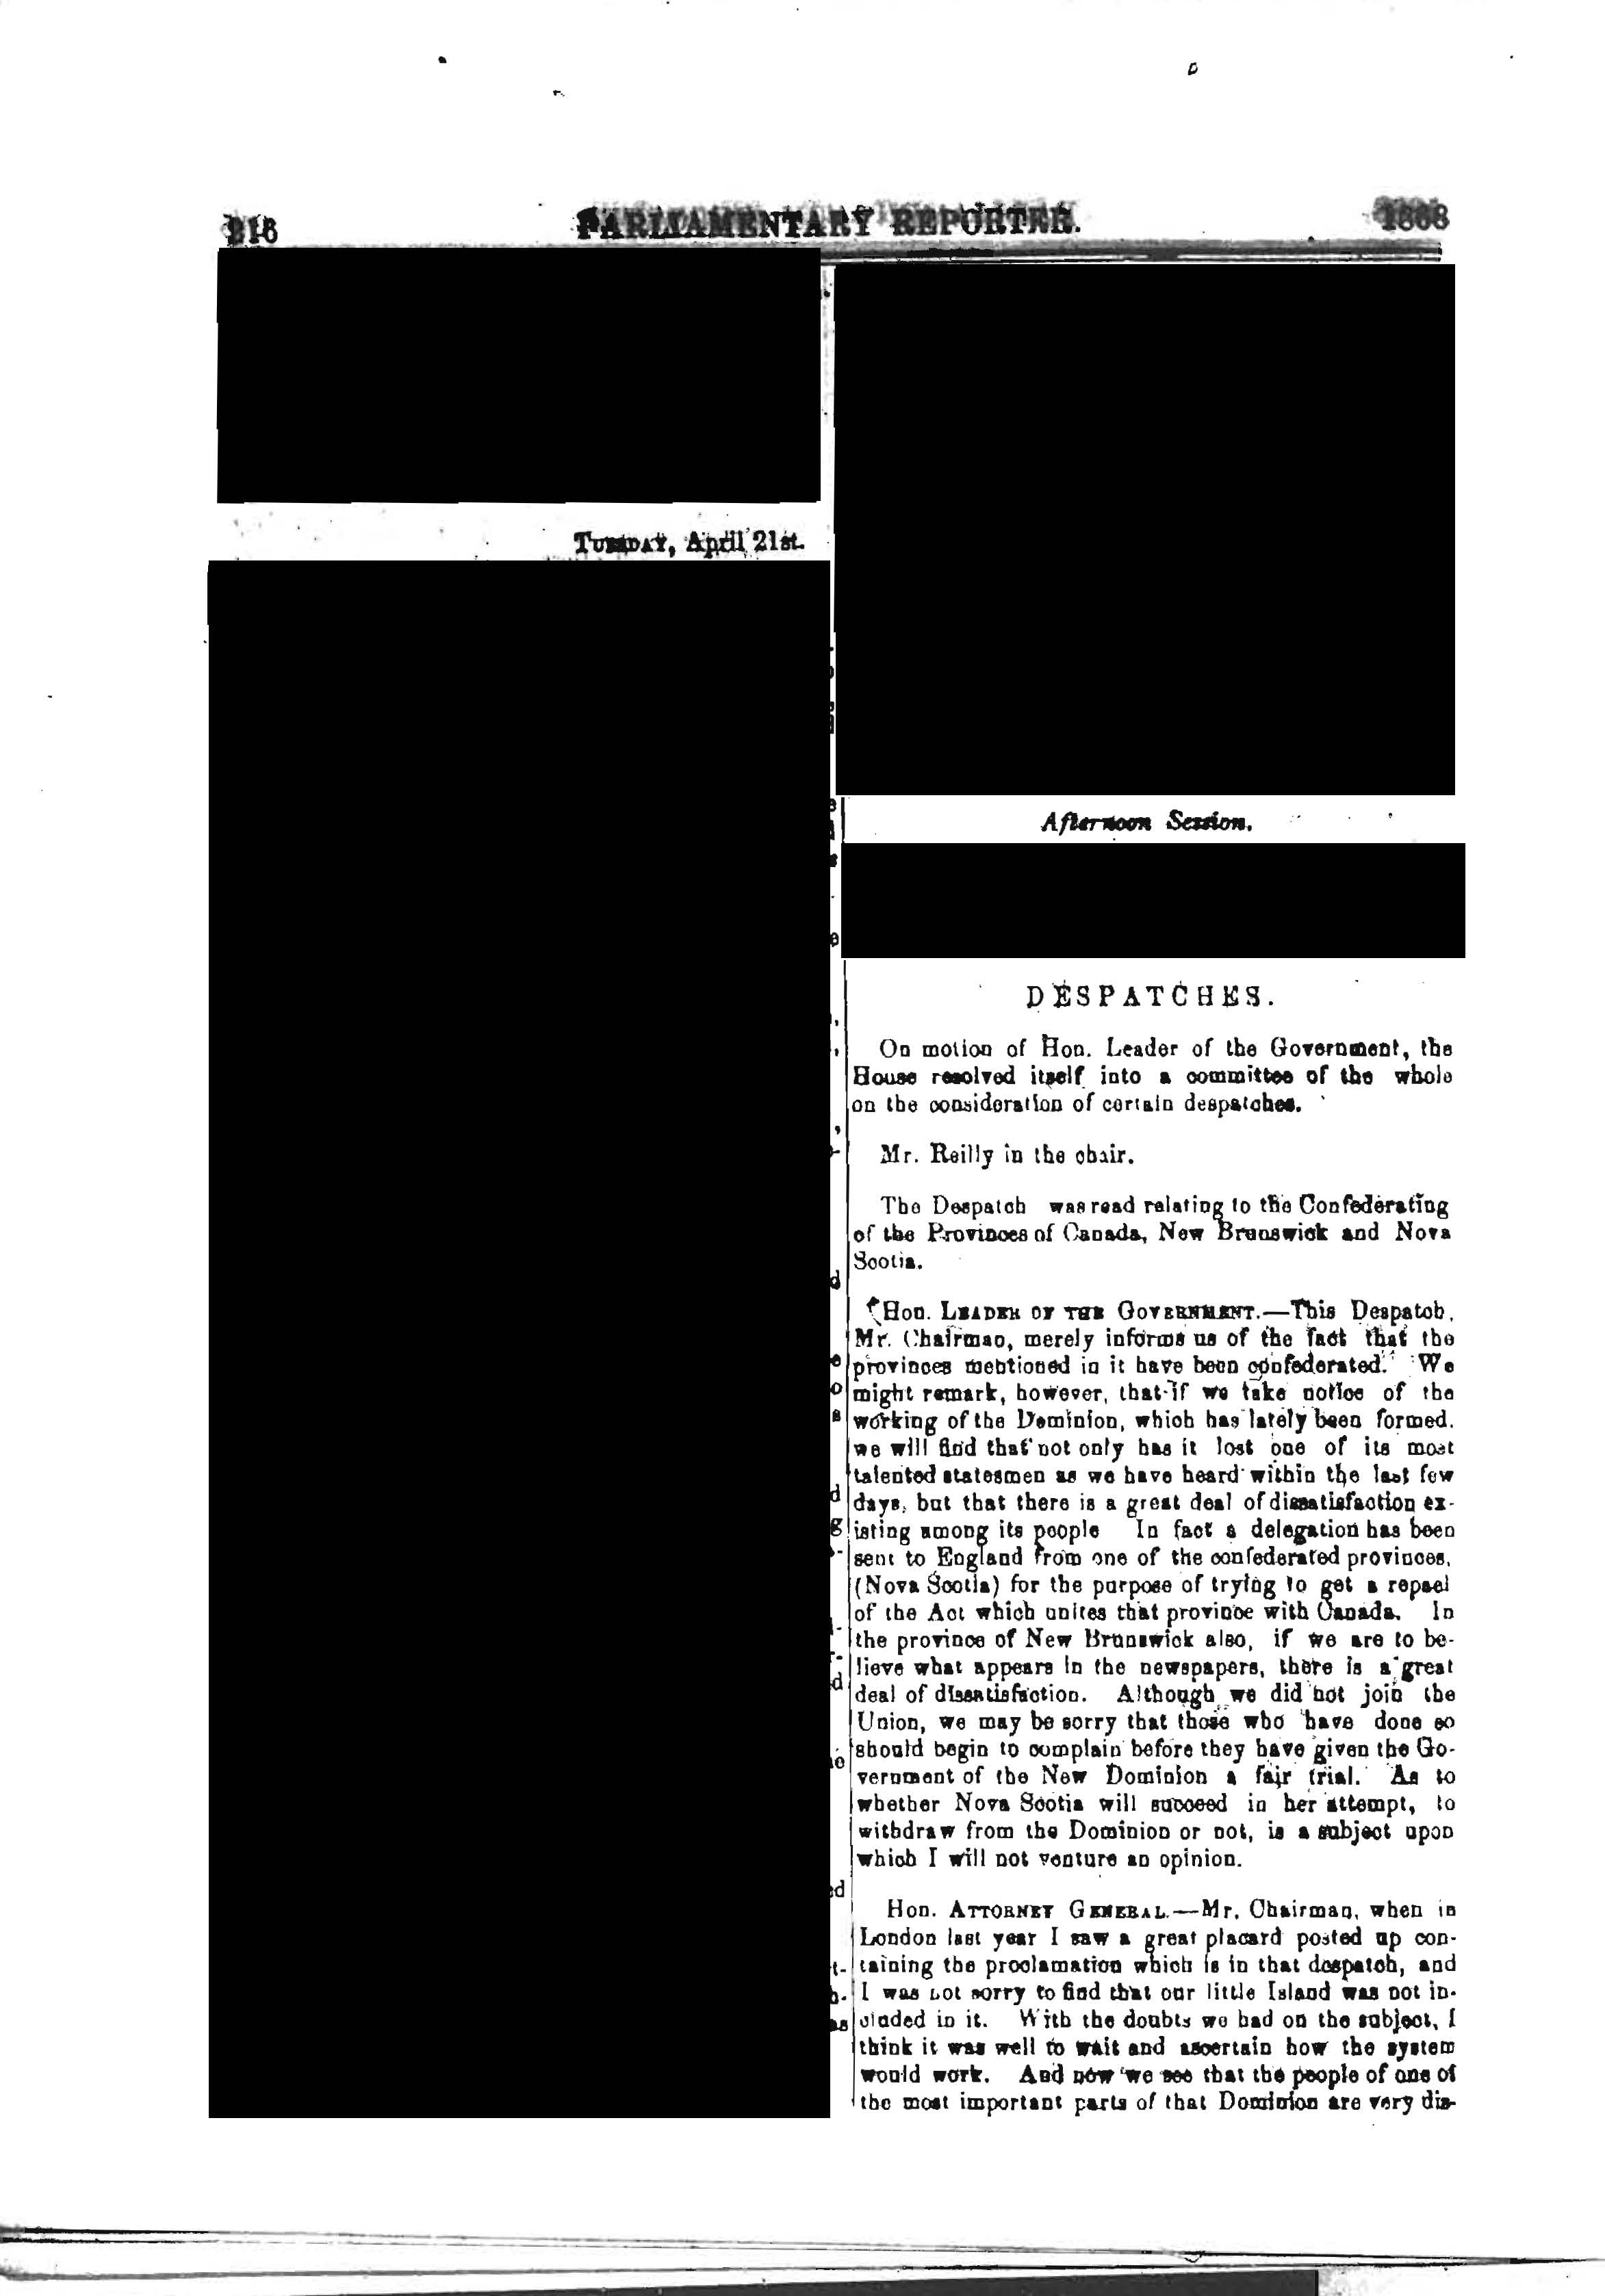 216 PARLIAMENTARY REPORTER. 1868
TUESDAY, April 21st.
Afternoon Session.
DESPATCHES.
On motion of Hon. Leader of the Government, the
House resolved itself into a committee of the whole
on the consideration of certain despatches.
Mr. Reilly in the chair.
The Despatch was read relating to the Confederating
of the Provinces of Canada, New Brunswick and Nova
Scotia.
Hon. LEADER OF THE GOVERNMENT.—This Despatch,
Mr. Chairman, merely informs us of the fact that the
provinces mentioned in it have been confederated. We
might remark, however, that if we take notice of the
working of the Dominion, which has lately been formed,
we will find that not only has it lost one of its most
talented statesmen as we have heard within the last few
days, but that there is a great deal of dissatisfaction ex-
isting among its people In fact a delegation has been
sent to England from one of the confederated provinces,
(Nova Scotia) for the purpose of trying to get a repael
of the Act which unites that province with Canada. In
the province of New Brunswick also, if we are to be-
lieve what appears in the newspapers, there is a great
deal of dissatisfaction. Although we did not join the
Union, we may be sorry that those who have done so
should begin to complain before they have given the Go-
vernment of the New Dominion a fair trial. As to
whether Nova Scotia will succeed in her attempt, to
withdraw from the Dominion or not, is a subject upon
which I will not venture an opinion.
Hon. ATTORNEY GENERAL.—Mr. Chairman, when in
London last year I saw a great placard posted up con-
taining the proclamation which is in that despatch, and
I was not sorry to find that our little Island was not in-
cluded in it. With the doubts we had on the subject, I
think it was well to wait and ascertain how the system
would work. And now we see that the people of one of
the most important parts of that Dominion are very dis-